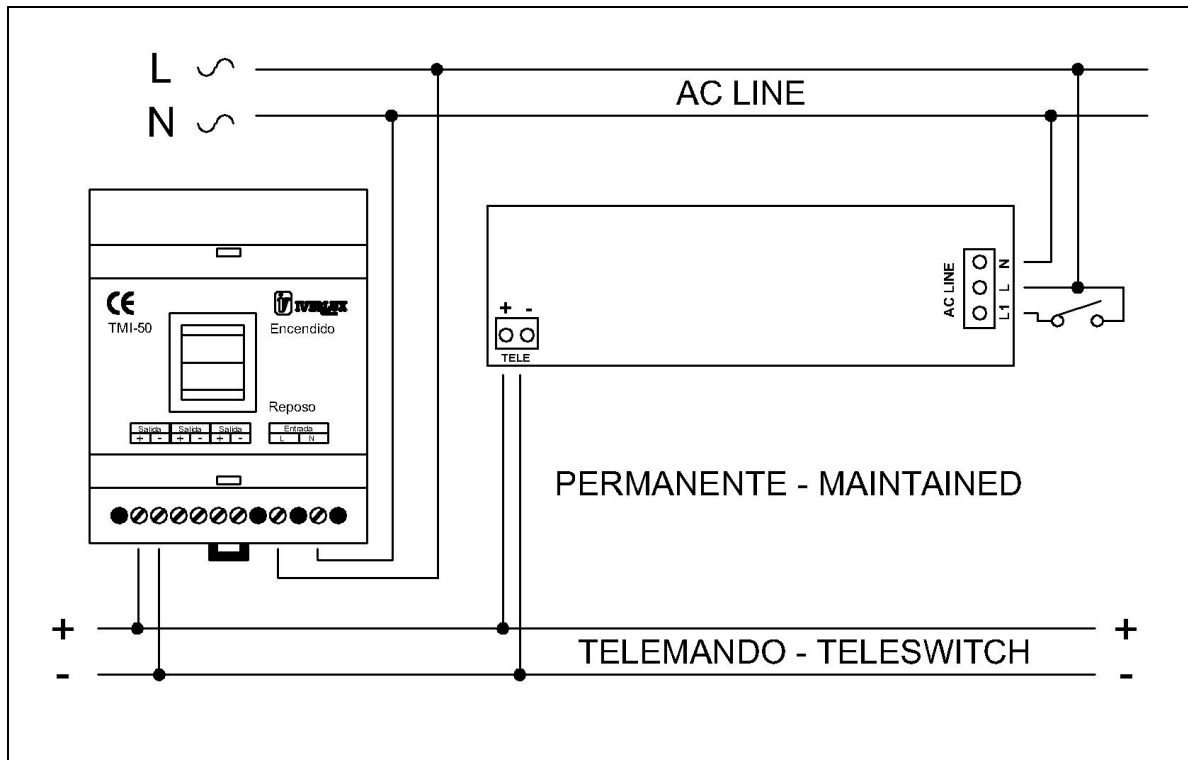 L
AC LINE
N
CE
TMI-50
IVERLUX
Encendido
Reposo
Salida Salida Salida
+ - + - + -
Entrada
L N
+ -
TELE
AC LINE
N
L
L1
PERMANENTE - MAINTAINED
+ +
TELEMANDO - TELESWITCH
- -